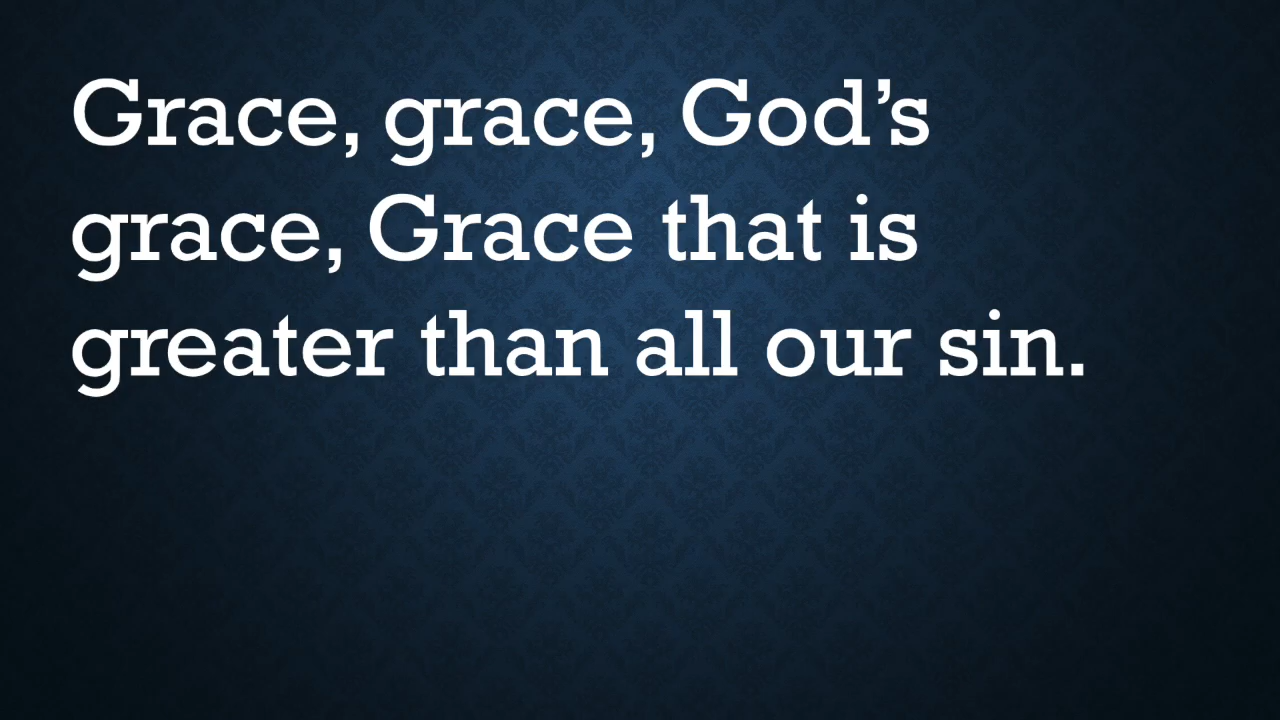 Grace, grace, God’s
grace, Grace that is
greater than all our sin.